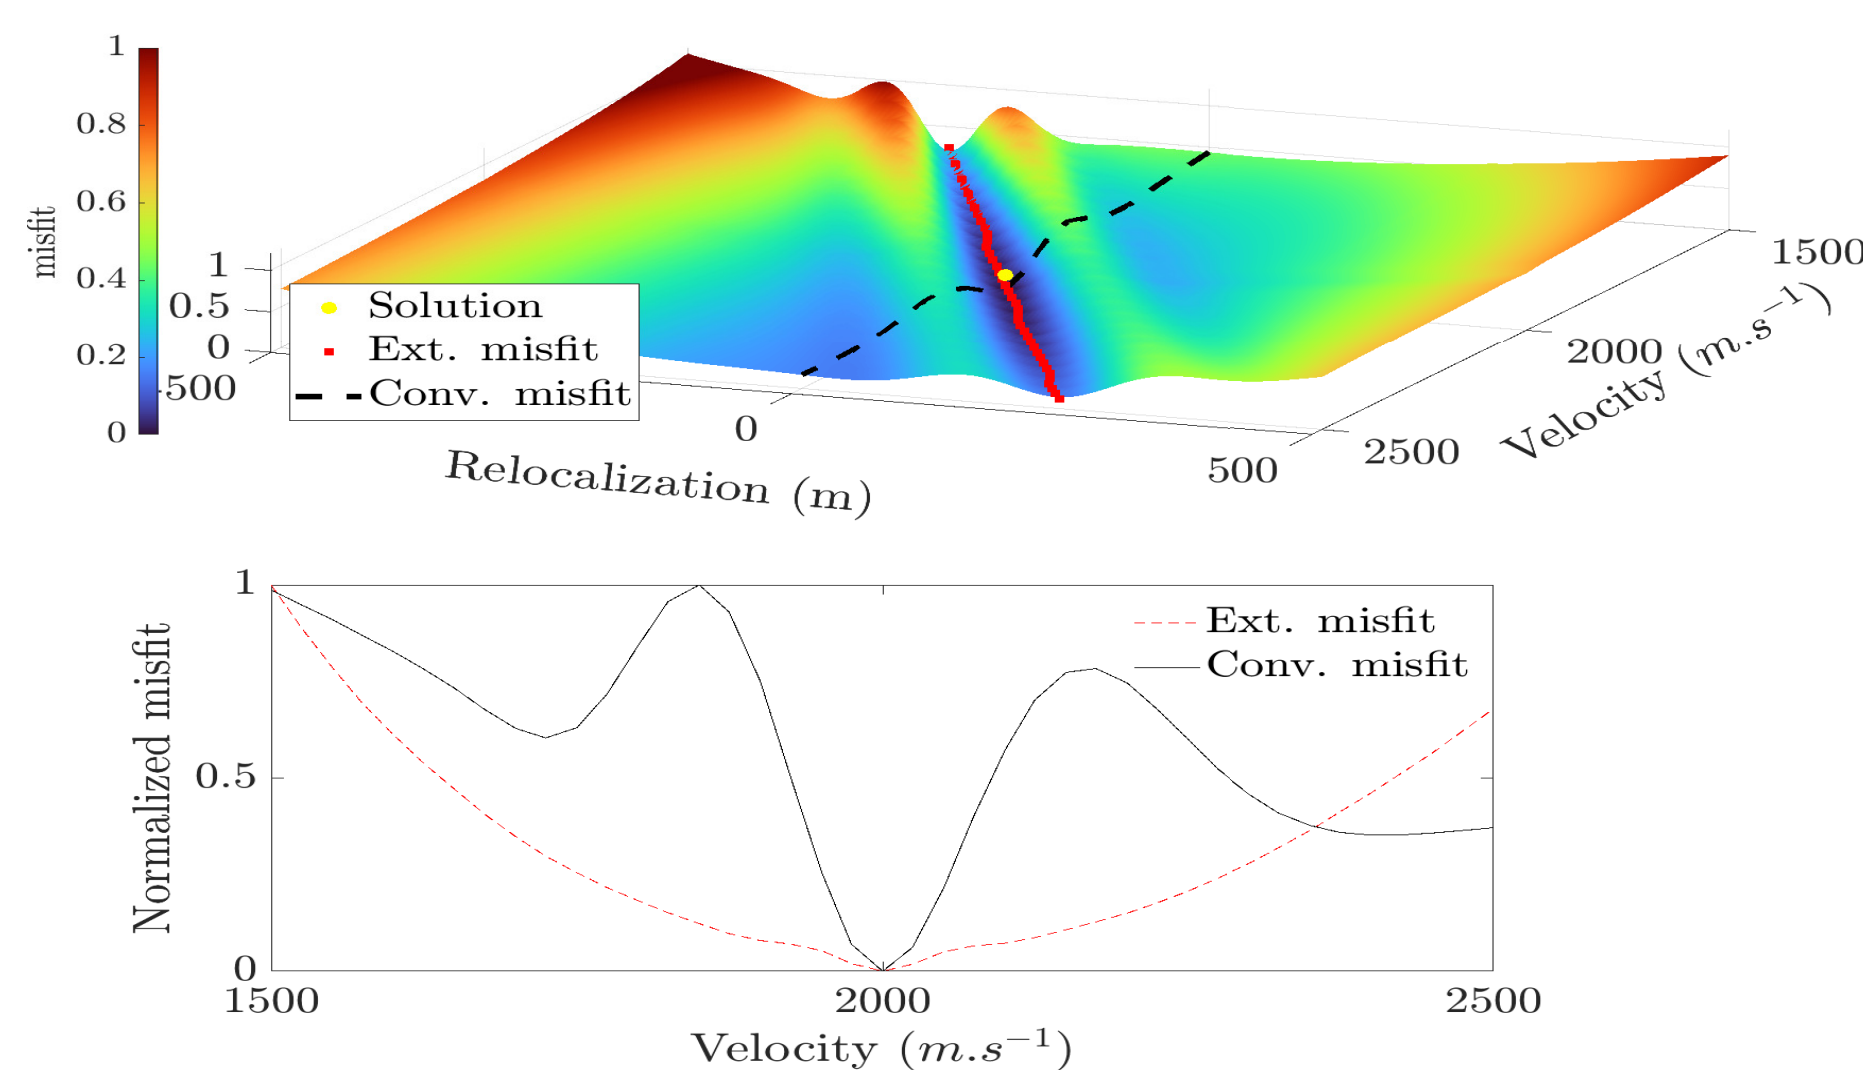 1
0.8
0.6
0.4
0.2
0
misfit
1
0.5
0
-500
0
500
Relocalization (m)
1500
2000
2500
Velocity (m.s⁻¹)
Solution
Ext. misfit
Conv. misfit
1
0.5
0
Normalized misfit
Ext. misfit
Conv. misfit
1500 2000 2500
Velocity (m.s⁻¹)